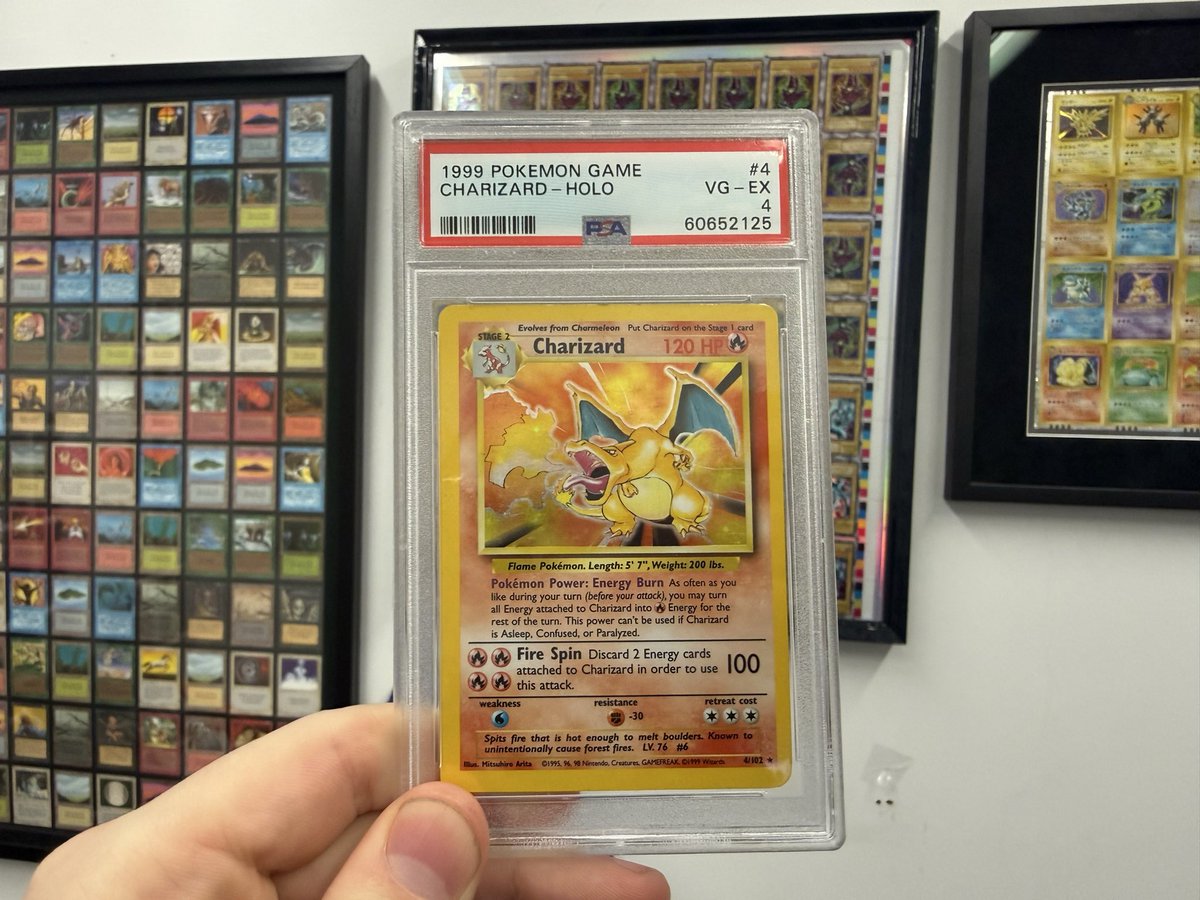 1999 POKEMON GAME #4
CHARIZARD - HOLO VG - EX
4
PSA 60652125
Evolves from Charmeleon Put Charizard on the Stage 1 card
STAGE 2
Charizard 120 HP
Flame Pokémon. Length: 5' 7", Weight: 200 lbs.
Pokémon Power: Energy Burn As often as you
like during your turn (before your attack), you may turn
all Energy attached to Charizard into Energy for the
rest of the turn. This power can't be used if Charizard
is Asleep, Confused, or Paralyzed.
Fire Spin Discard 2 Energy cards
attached to Charizard in order to use 100
this attack.
weakness resistance retreat cost
-30
Spits fire that is hot enough to melt boulders. Known to
unintentionally cause forest fires. LV. 76 #6
Illus. Mitsuhiro Arita ©1995, 96, 98 Nintendo, Creatures, GAMEFREAK. ©1999 Wizards 4/102